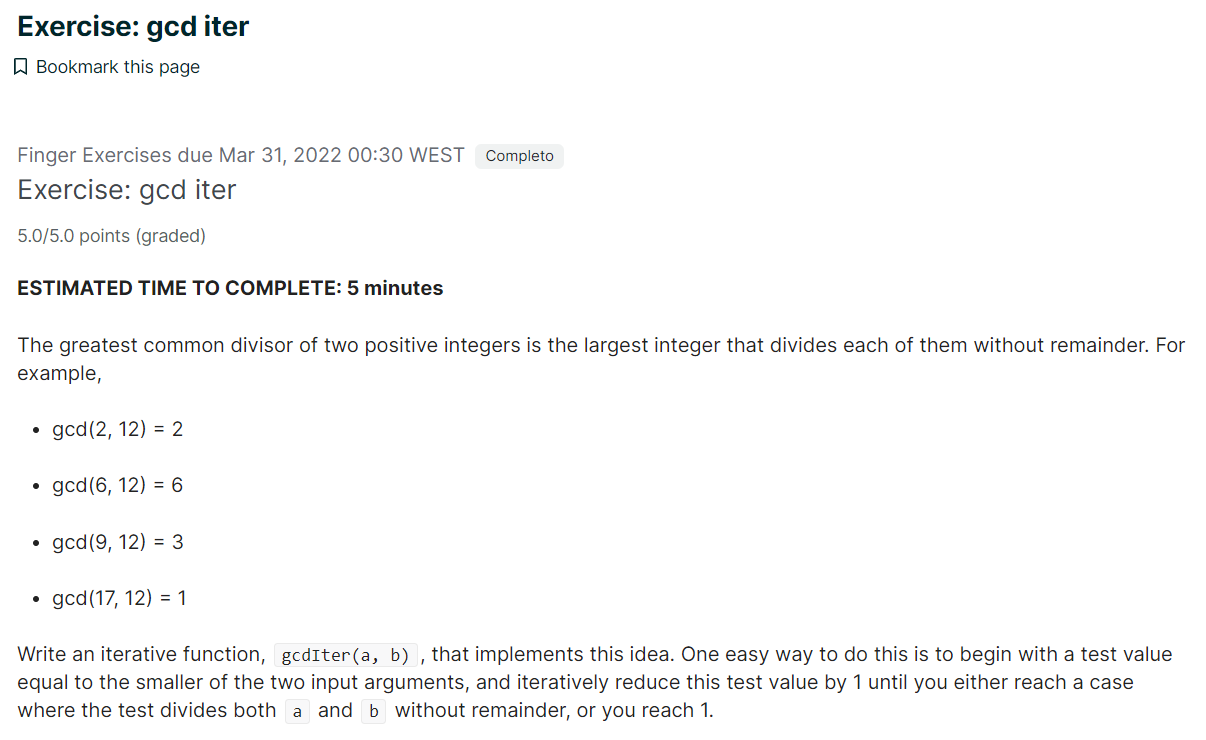 Exercise: gcd iter
Bookmark this page
Finger Exercises due Mar 31, 2022 00:30 WEST Completo
Exercise: gcd iter
5.0/5.0 points (graded)
ESTIMATED TIME TO COMPLETE: 5 minutes
The greatest common divisor of two positive integers is the largest integer that divides each of them without remainder. For
example,
• gcd(2, 12) = 2
• gcd(6, 12) = 6
• gcd(9, 12) = 3
• gcd(17, 12) = 1
Write an iterative function, gcdIter(a, b), that implements this idea. One easy way to do this is to begin with a test value
equal to the smaller of the two input arguments, and iteratively reduce this test value by 1 until you either reach a case
where the test divides both a and b without remainder, or you reach 1.